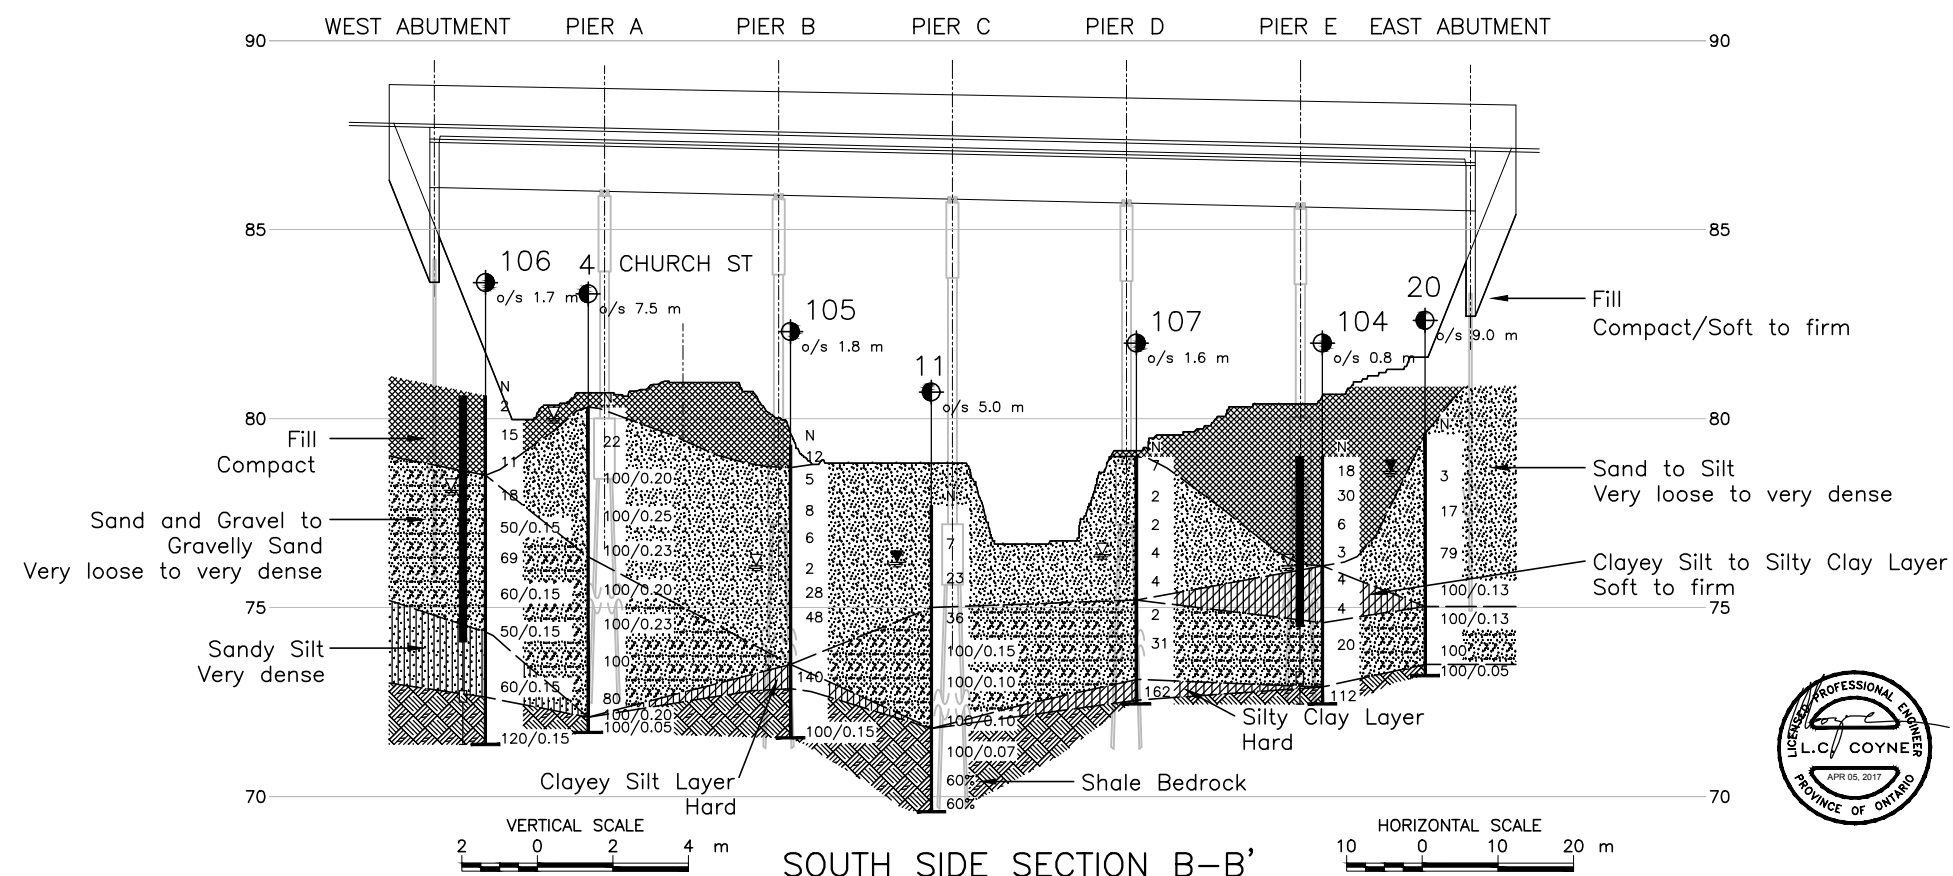 WEST ABUTMENT PIER A PIER B PIER C PIER D PIER E EAST ABUTMENT
90 90
85 85
80 80
75 75
70 70
106
o/s 1.7 m
4 CHURCH ST
o/s 7.5 m
105
o/s 1.8 m
11
o/s 5.0 m
107
o/s 1.6 m
104
o/s 0.8 m
20
o/s 9.0 m
Fill
Compact
Sand and Gravel to
Gravelly Sand
Very loose to very dense
Sandy Silt
Very dense
N
2
15
11
18
50/0.15
69
60/0.15
50/0.15
60/0.15
120/0.15
22
100/0.20
100/0.25
100/0.23
100/0.20
100/0.23
100
80
100/0.20
100/0.05
N
12
5
8
6
2
28
48
140
100/0.15
N
7
23
36
100/0.15
100/0.10
100/0.10
100/0.07
60%
60%
N
7
2
2
4
4
2
31
162
N
18
30
6
3
4
4
20
112
N
3
17
79
100/0.13
100/0.13
100
100/0.05
Fill
Compact/Soft to firm
Sand to Silt
Very loose to very dense
Clayey Silt to Silty Clay Layer
Soft to firm
Silty Clay Layer
Hard
Clayey Silt Layer
Hard
Shale Bedrock
VERTICAL SCALE
2 0 2 4 m
SOUTH SIDE SECTION B-B'
HORIZONTAL SCALE
10 0 10 20 m
LICENSED PROFESSIONAL ENGINEER
L.C. COYNE
APR 05, 2017
PROVINCE OF ONTARIO